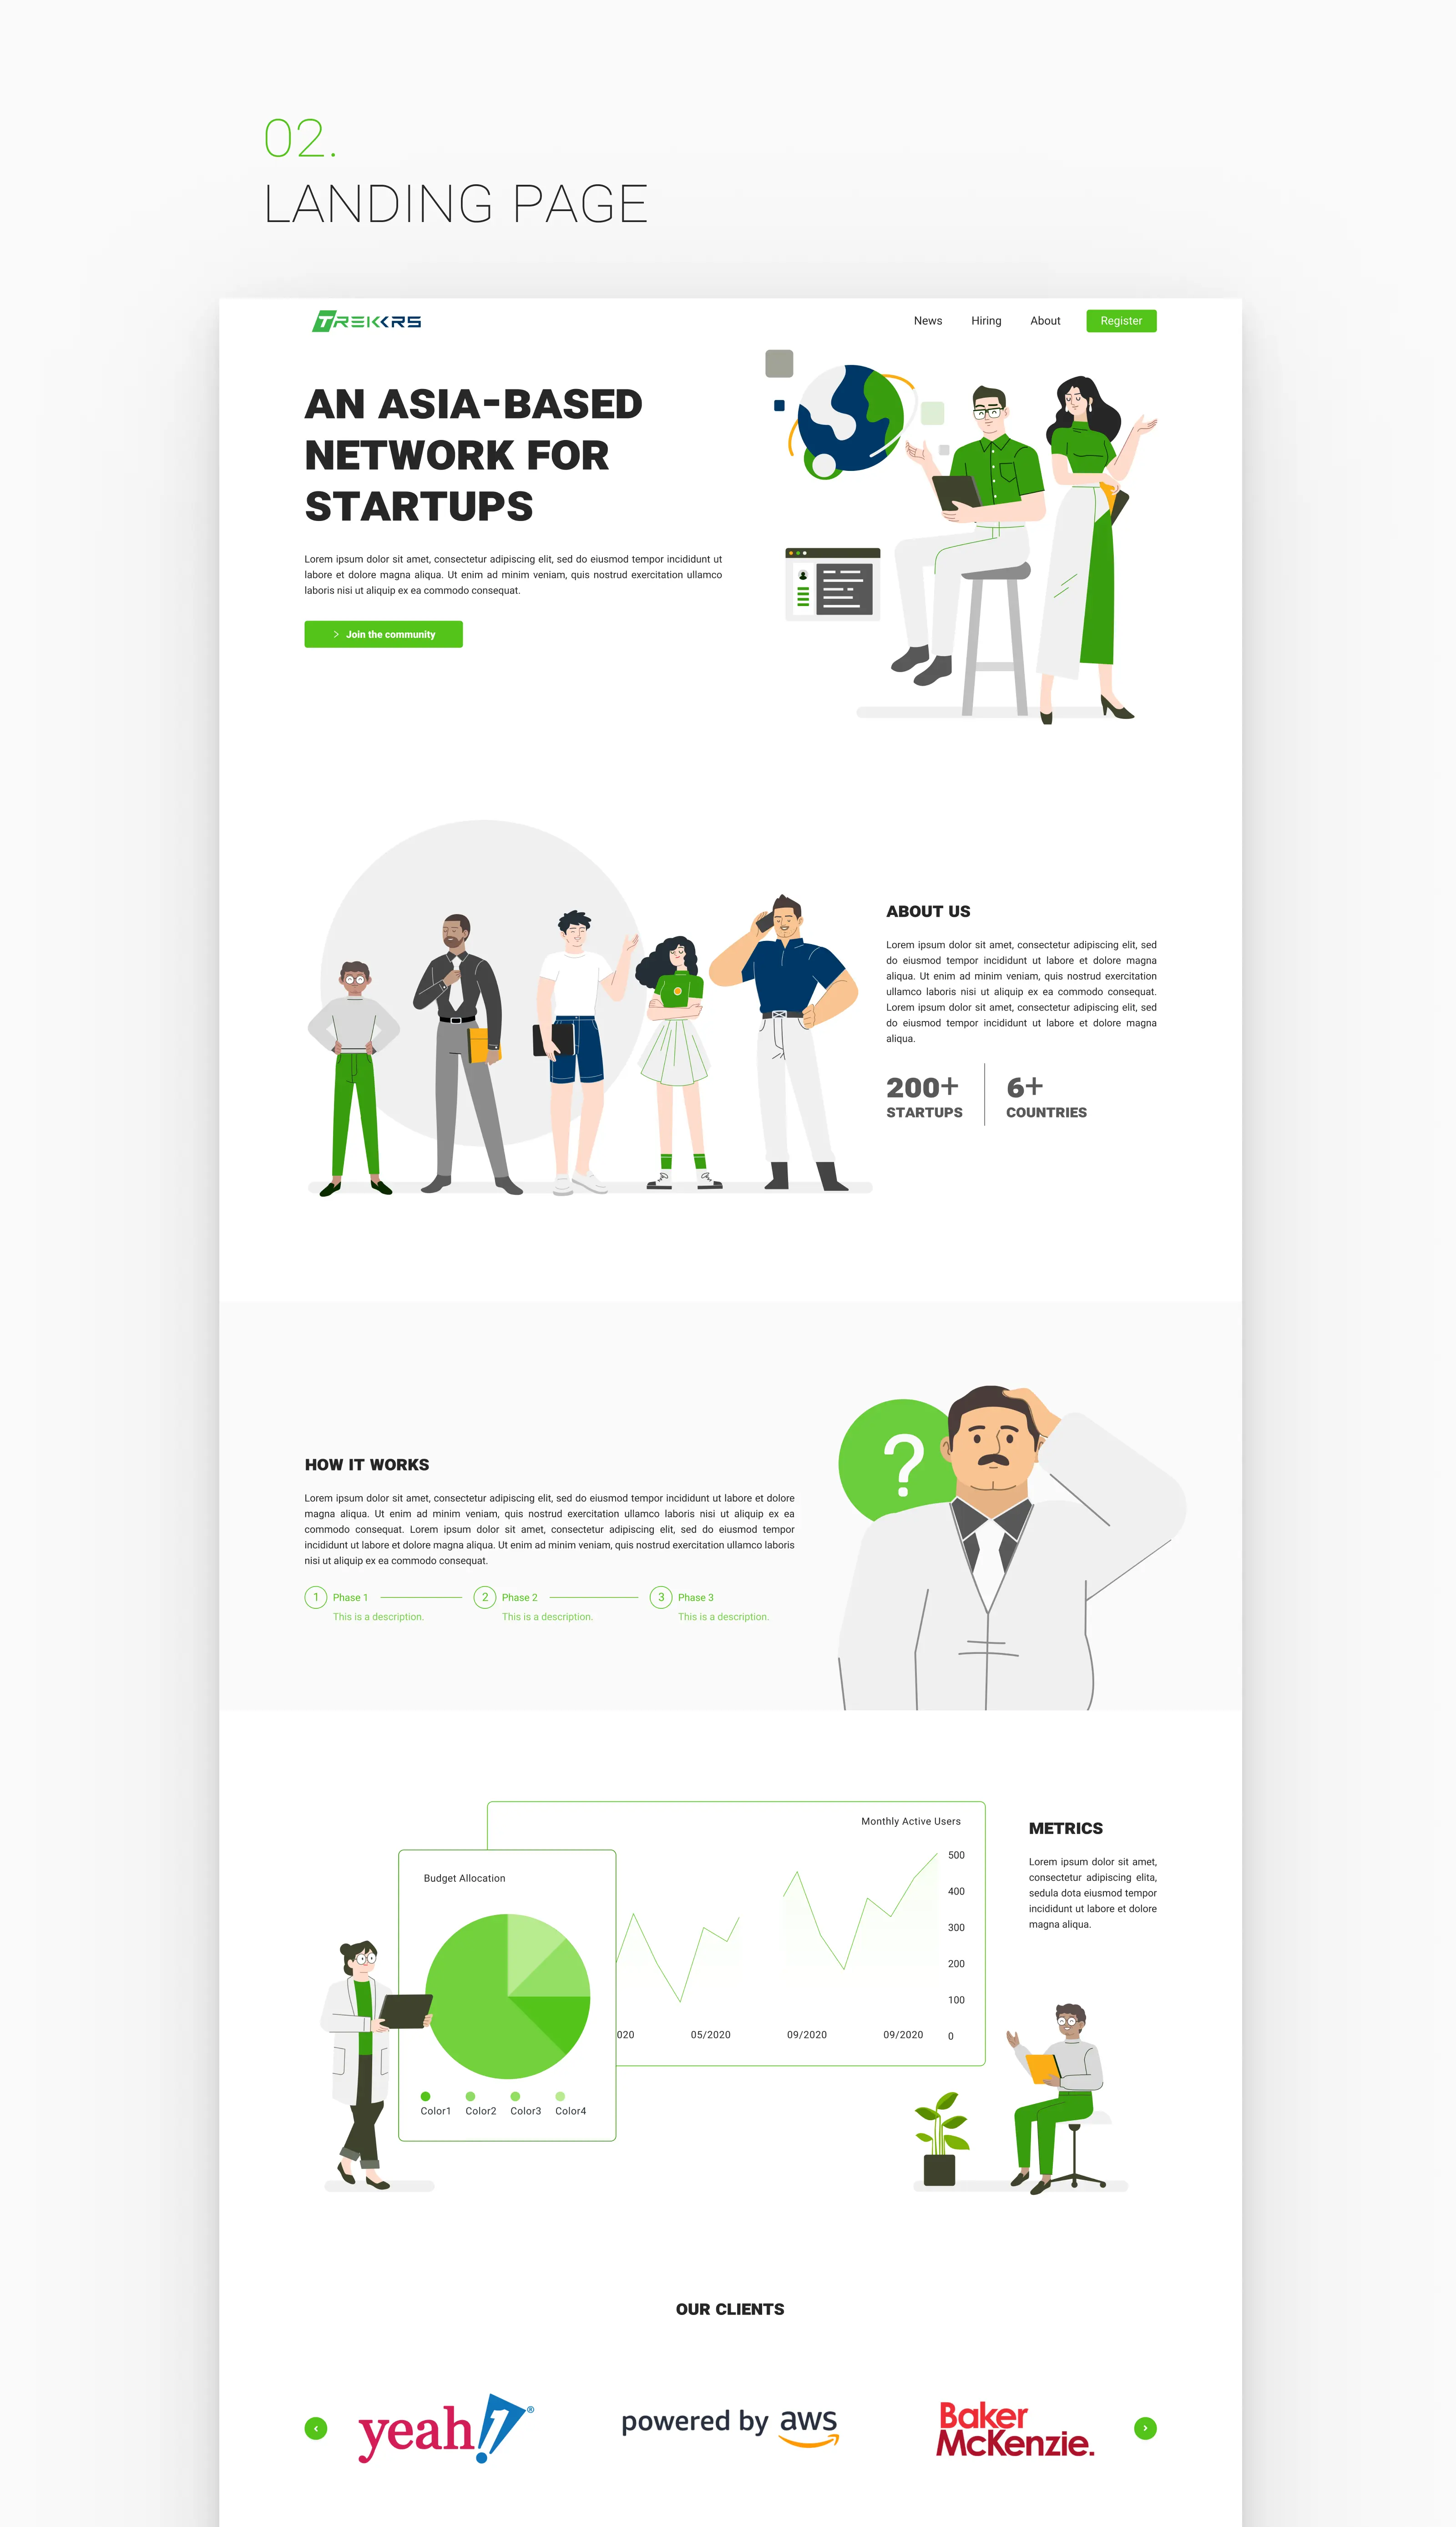 02.
LANDING PAGE
TREKKRS
News Hiring About Register
AN ASIA-BASED
NETWORK FOR
STARTUPS
Lorem ipsum dolor sit amet, consectetur adipiscing elit, sed do eiusmod tempor incididunt ut
labore et dolore magna aliqua. Ut enim ad minim veniam, quis nostrud exercitation ullamco
laboris nisi ut aliquip ex ea commodo consequat.
Join the community
?
ABOUT US
Lorem ipsum dolor sit amet, consectetur adipiscing elit, sed
do eiusmod tempor incididunt ut labore et dolore magna
aliqua. Ut enim ad minim veniam, quis nostrud exercitation
ullamco laboris nisi ut aliquip ex ea commodo consequat.
Lorem ipsum dolor sit amet, consectetur adipiscing elit, sed
do eiusmod tempor incididunt ut labore et dolore magna
aliqua.
200+ 6+
STARTUPS COUNTRIES
HOW IT WORKS
Lorem ipsum dolor sit amet, consectetur adipiscing elit, sed do eiusmod tempor incididunt ut labore et dolore
magna aliqua. Ut enim ad minim veniam, quis nostrud exercitation ullamco laboris nisi ut aliquip ex ea
commodo consequat. Lorem ipsum dolor sit amet, consectetur adipiscing elit, sed do eiusmod tempor
incididunt ut labore et dolore magna aliqua. Ut enim ad minim veniam, quis nostrud exercitation ullamco laboris
nisi ut aliquip ex ea commodo consequat.
1 Phase 1 2 Phase 2 3 Phase 3
This is a description. This is a description. This is a description.
Monthly Active Users
500
400
300
200
100
0
020 05/2020 09/2020 09/2020
Budget Allocation
Color1 Color2 Color3 Color4
METRICS
Lorem ipsum dolor sit amet,
consectetur adipiscing elita,
sedula dota eiusmod tempor
incididunt ut labore et dolore
magna aliqua.
OUR CLIENTS
yeah1®
powered by aws
Baker
McKenzie.